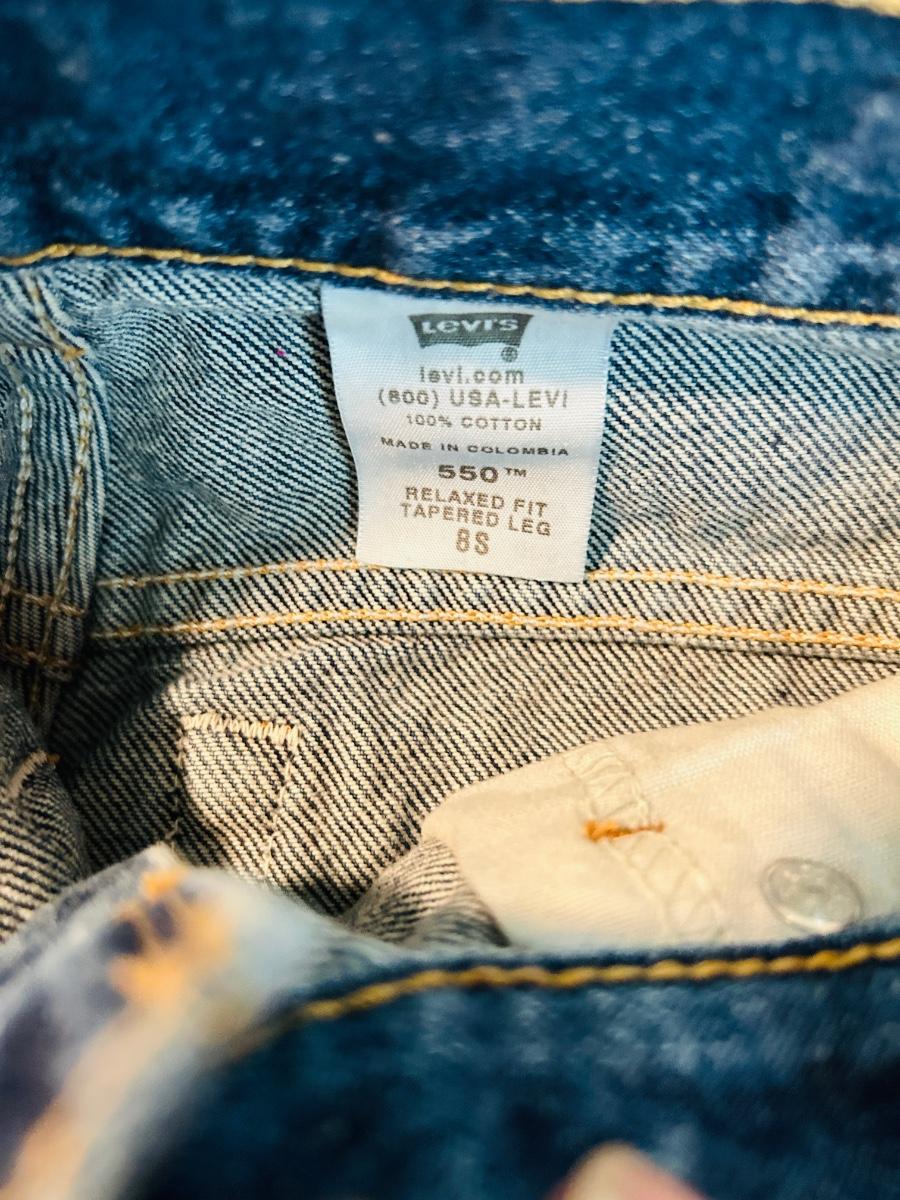 LEVI'S
®
levi.com
(800) USA-LEVI
100% COTTON
MADE IN COLOMBIA
550™
RELAXED FIT
TAPERED LEG
8S